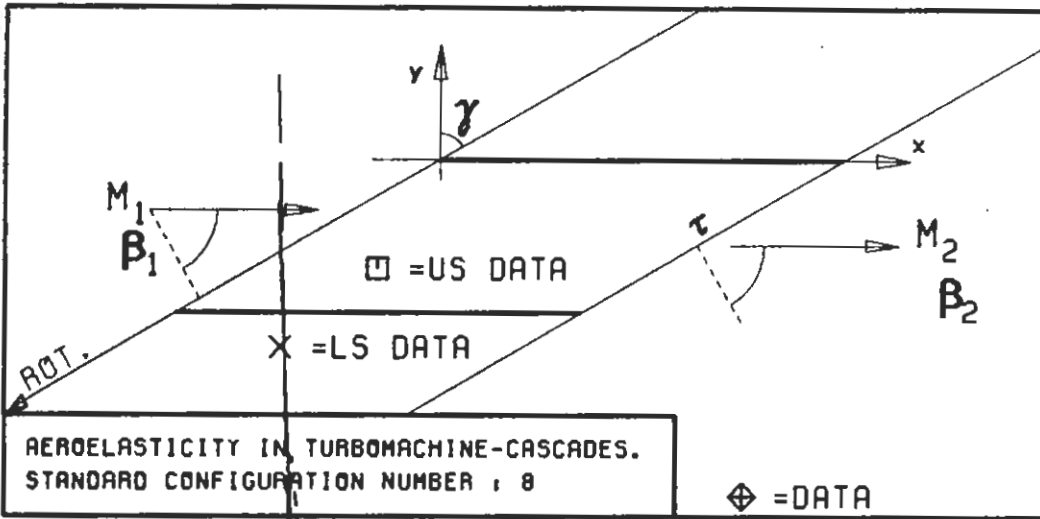 y
γ
x
M1
β1
τ
M2
β2
=US DATA
=LS DATA
ROT.
AEROELASTICITY IN TURBOMACHINE-CASCADES.
STANDARD CONFIGURATION NUMBER : 8
=DATA